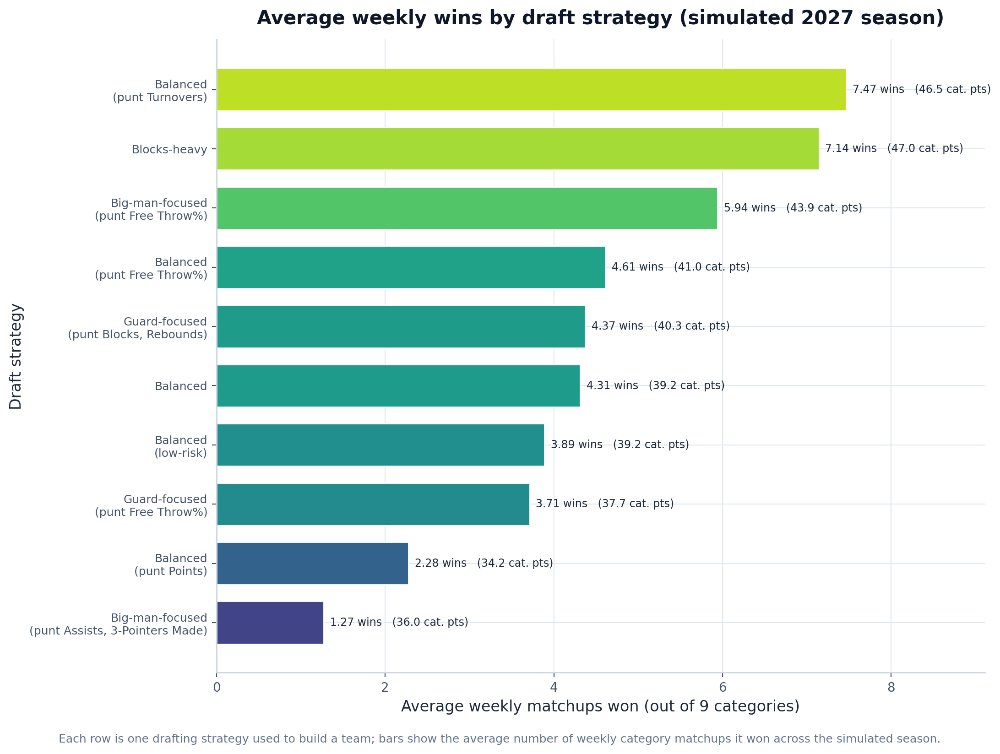 Average weekly wins by draft strategy (simulated 2027 season)
Draft strategy
Balanced
(punt Turnovers)
7.47 wins (46.5 cat. pts)
Blocks-heavy
7.14 wins (47.0 cat. pts)
Big-man-focused
(punt Free Throw%)
5.94 wins (43.9 cat. pts)
Balanced
(punt Free Throw%)
4.61 wins (41.0 cat. pts)
Guard-focused
(punt Blocks, Rebounds)
4.37 wins (40.3 cat. pts)
Balanced
4.31 wins (39.2 cat. pts)
Balanced
(low-risk)
3.89 wins (39.2 cat. pts)
Guard-focused
(punt Free Throw%)
3.71 wins (37.7 cat. pts)
Balanced
(punt Points)
2.28 wins (34.2 cat. pts)
Big-man-focused
(punt Assists, 3-Pointers Made)
1.27 wins (36.0 cat. pts)
0 2 4 6 8
Average weekly matchups won (out of 9 categories)
Each row is one drafting strategy used to build a team; bars show the average number of weekly category matchups it won across the simulated season.